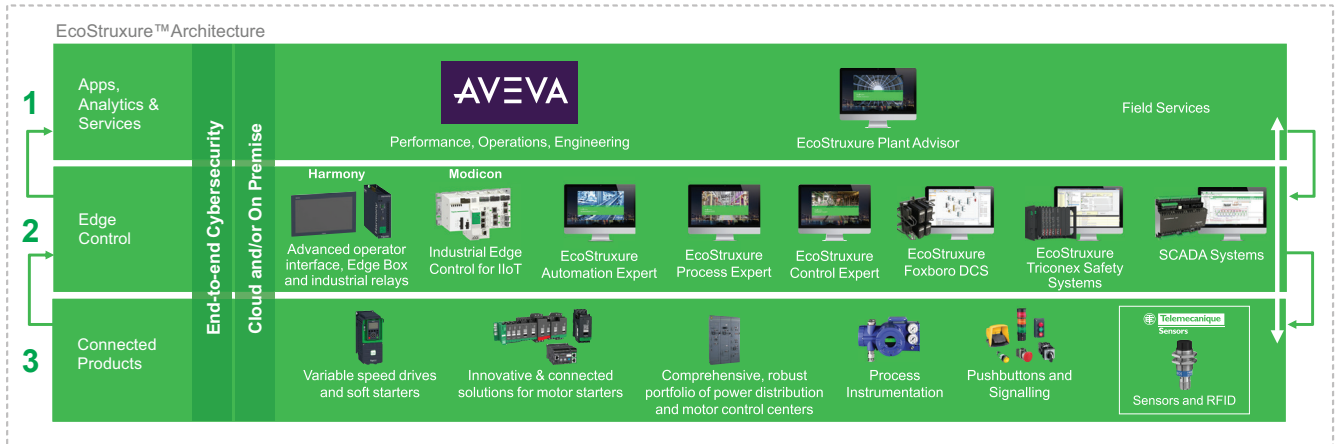 EcoStruxure™Architecture
1
Apps,
Analytics &
Services
End-to-end Cybersecurity
Cloud and/or On Premise
AVEVA
Performance, Operations, Engineering
EcoStruxure Plant Advisor
Field Services
2
Edge
Control
Harmony
Advanced operator
interface, Edge Box
and industrial relays
Modicon
Industrial Edge
Control for IIoT
EcoStruxure
Automation Expert
EcoStruxure
Process Expert
EcoStruxure
Control Expert
EcoStruxure
Foxboro DCS
EcoStruxure
Triconex Safety
Systems
SCADA Systems
3
Connected
Products
Variable speed drives
and soft starters
Innovative & connected
solutions for motor starters
Comprehensive, robust
portfolio of power distribution
and motor control centers
Process
Instrumentation
Pushbuttons and
Signalling
Telemecanique
Sensors
Sensors and RFID